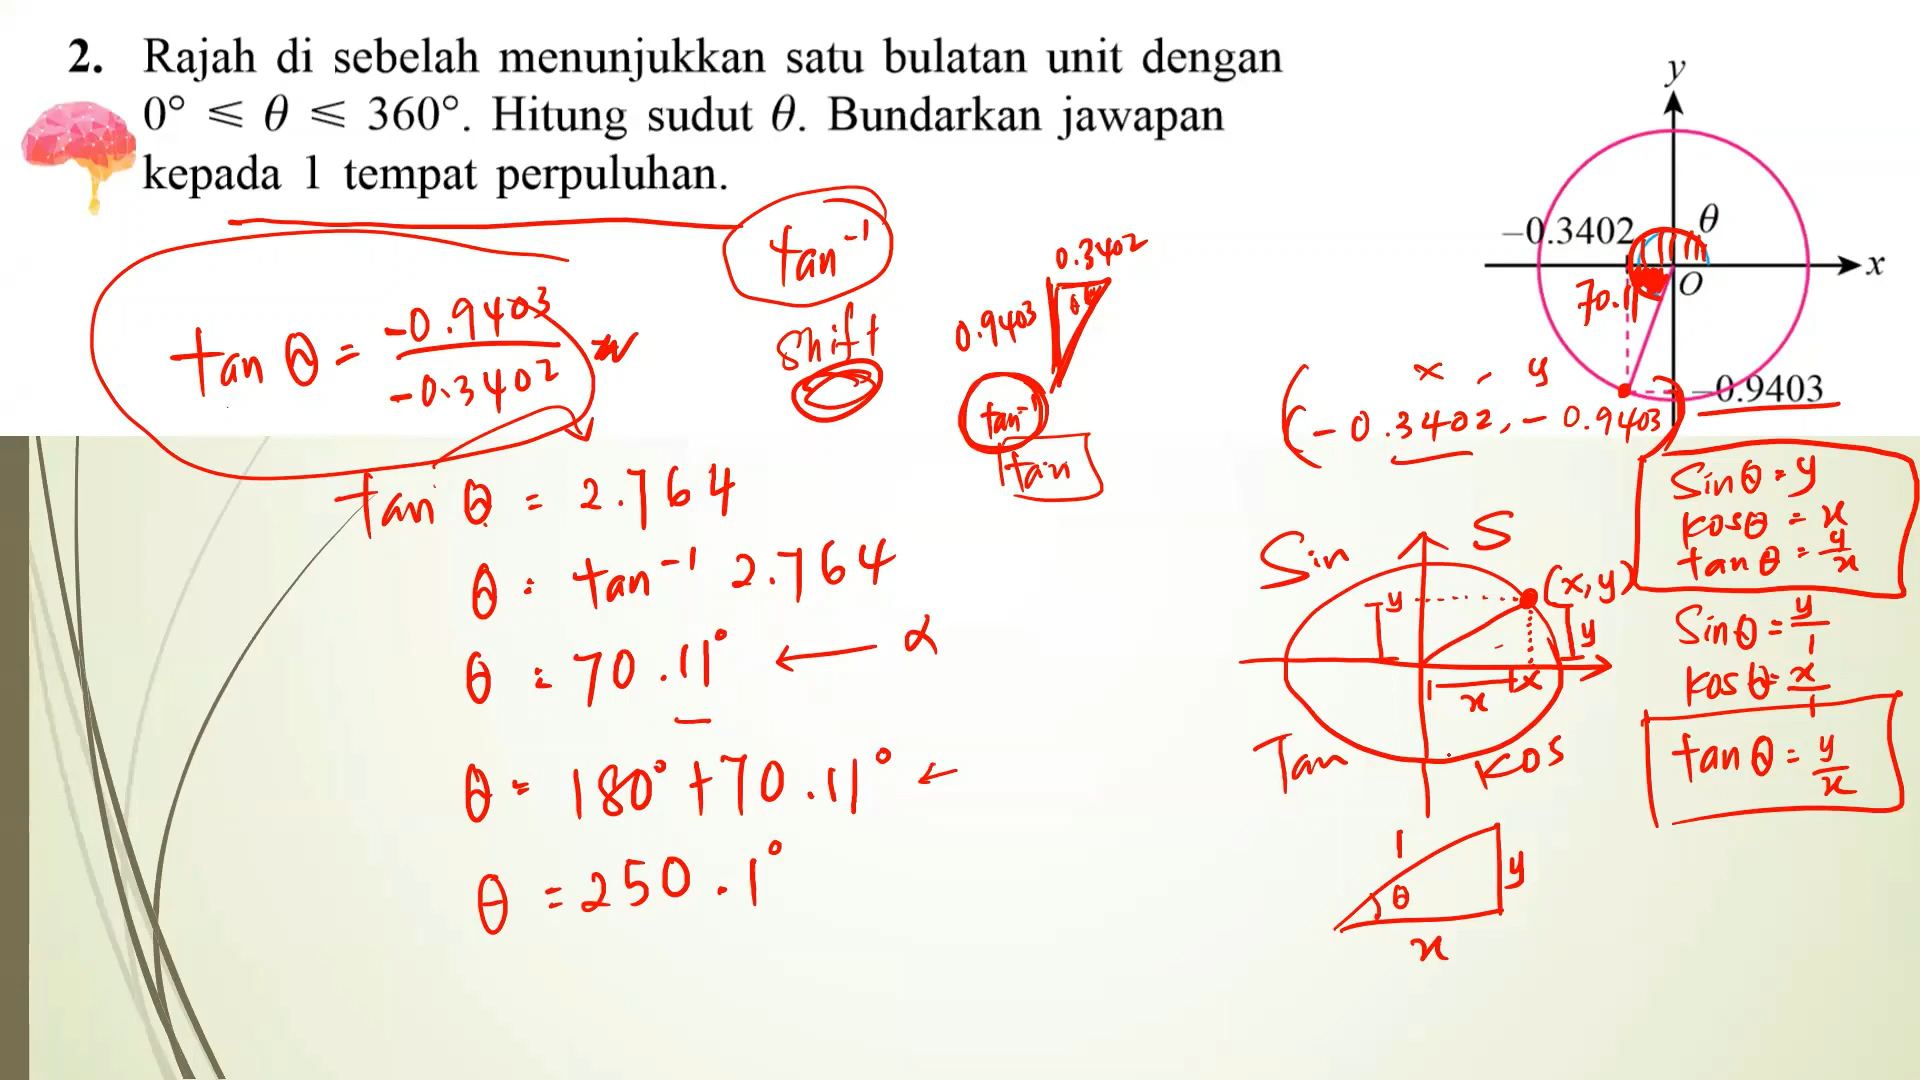 2. Rajah di sebelah menunjukkan satu bulatan unit dengan
0° ⩽ θ ⩽ 360°. Hitung sudut θ. Bundarkan jawapan
kepada 1 tempat perpuluhan.
y
−0.3402
θ
x
O
70.11
−0.9403
tan⁻¹
shift
tan θ = -0.9403 / -0.3402
0.3402
0.9403
θ
tan⁻¹
tan
x , y
(-0.3402, -0.9403)
tan θ = 2.764
θ = tan⁻¹ 2.764
θ = 70.11° ← α
θ = 180° + 70.11° ←
θ = 250.1°
Sin θ = y
kos θ = x
tan θ = y/x
Sin
S
(x, y)
y
y
x
x
Tan
Kos
Sin θ = y/1
kos θ = x/1
tan θ = y/x
1
y
θ
x